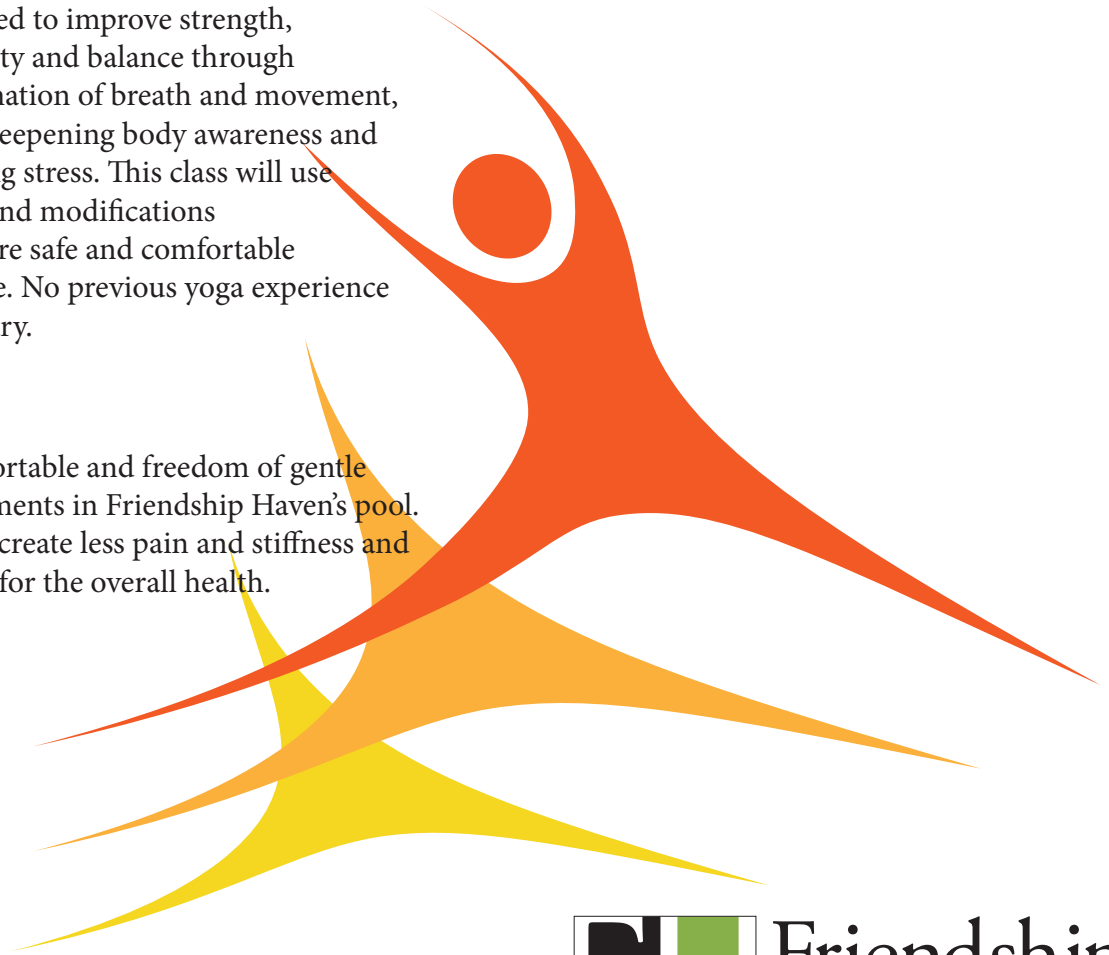 ed to improve strength,
ty and balance through
nation of breath and movement,
eepening body awareness and
g stress. This class will use
nd modifications
re safe and comfortable
e. No previous yoga experience
ry.
ortable and freedom of gentle
ments in Friendship Haven's pool.
create less pain and stiffness and
for the overall health.
Friendship